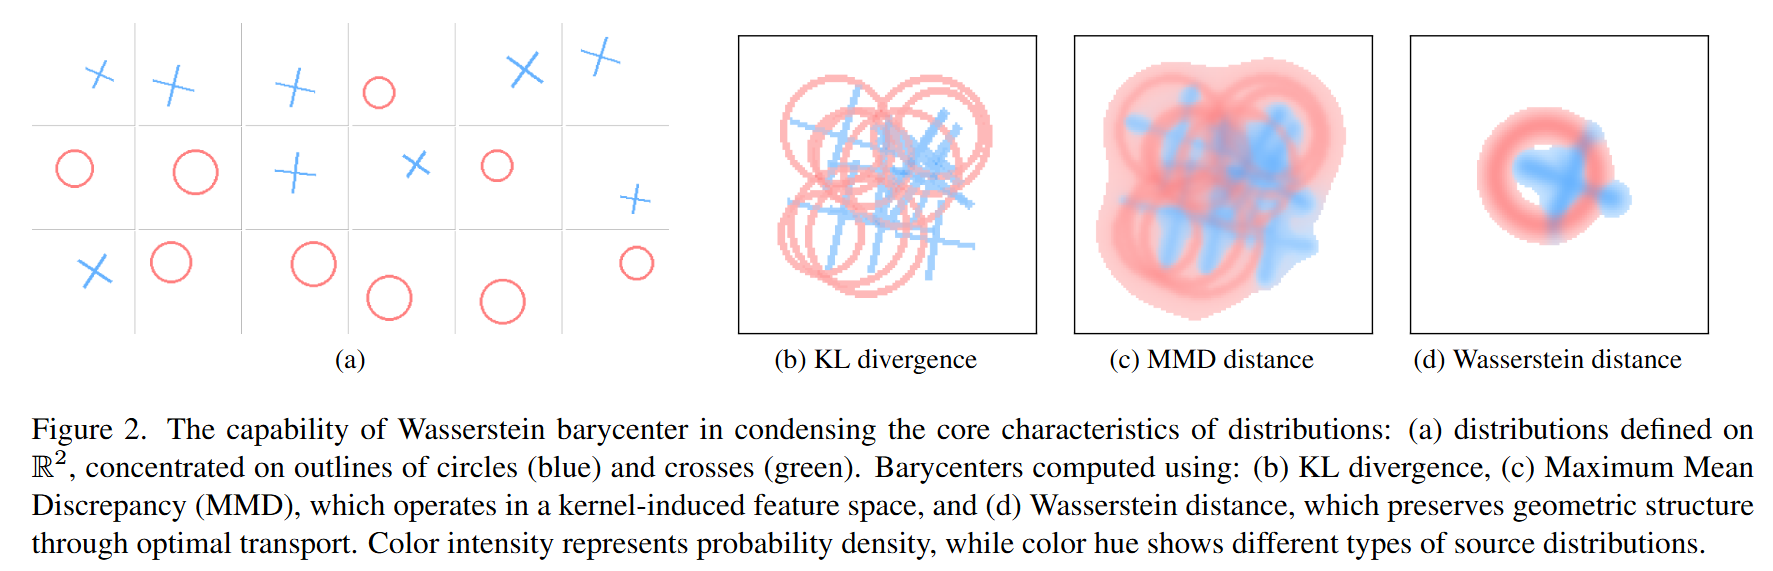 (a)
(b) KL divergence
(c) MMD distance
(d) Wasserstein distance
Figure 2. The capability of Wasserstein barycenter in condensing the core characteristics of distributions: (a) distributions defined on
ℝ², concentrated on outlines of circles (blue) and crosses (green). Barycenters computed using: (b) KL divergence, (c) Maximum Mean
Discrepancy (MMD), which operates in a kernel-induced feature space, and (d) Wasserstein distance, which preserves geometric structure
through optimal transport. Color intensity represents probability density, while color hue shows different types of source distributions.